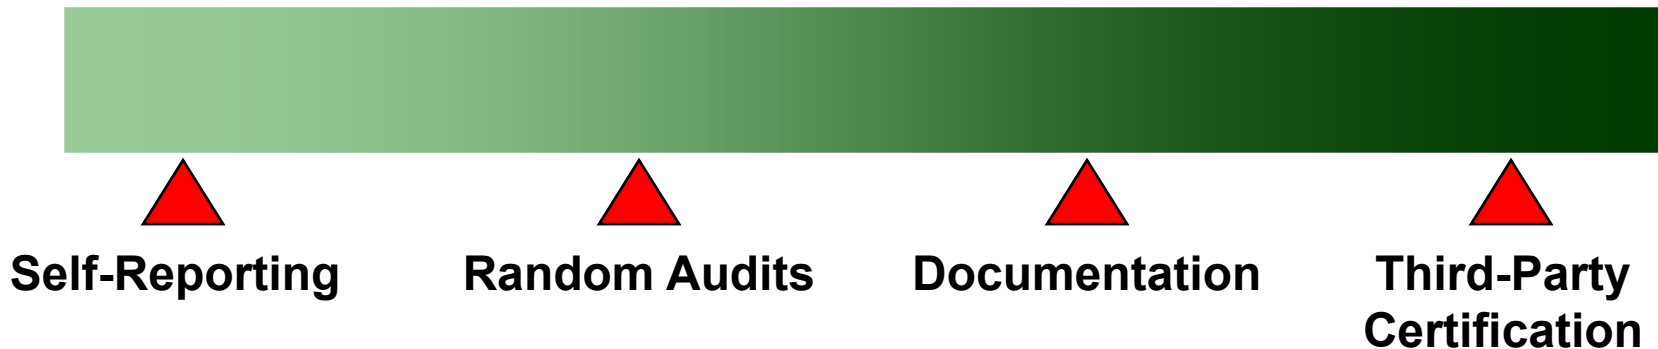 Self-Reporting
Random Audits
Documentation
Third-Party
Certification